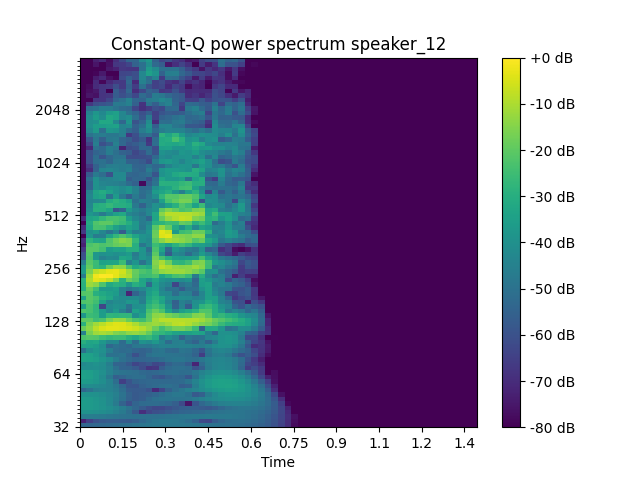 Constant-Q power spectrum speaker_12
Hz
2048
1024
512
256
128
64
32
0 0.15 0.3 0.45 0.6 0.75 0.9 1.1 1.2 1.4
Time
+0 dB
-10 dB
-20 dB
-30 dB
-40 dB
-50 dB
-60 dB
-70 dB
-80 dB